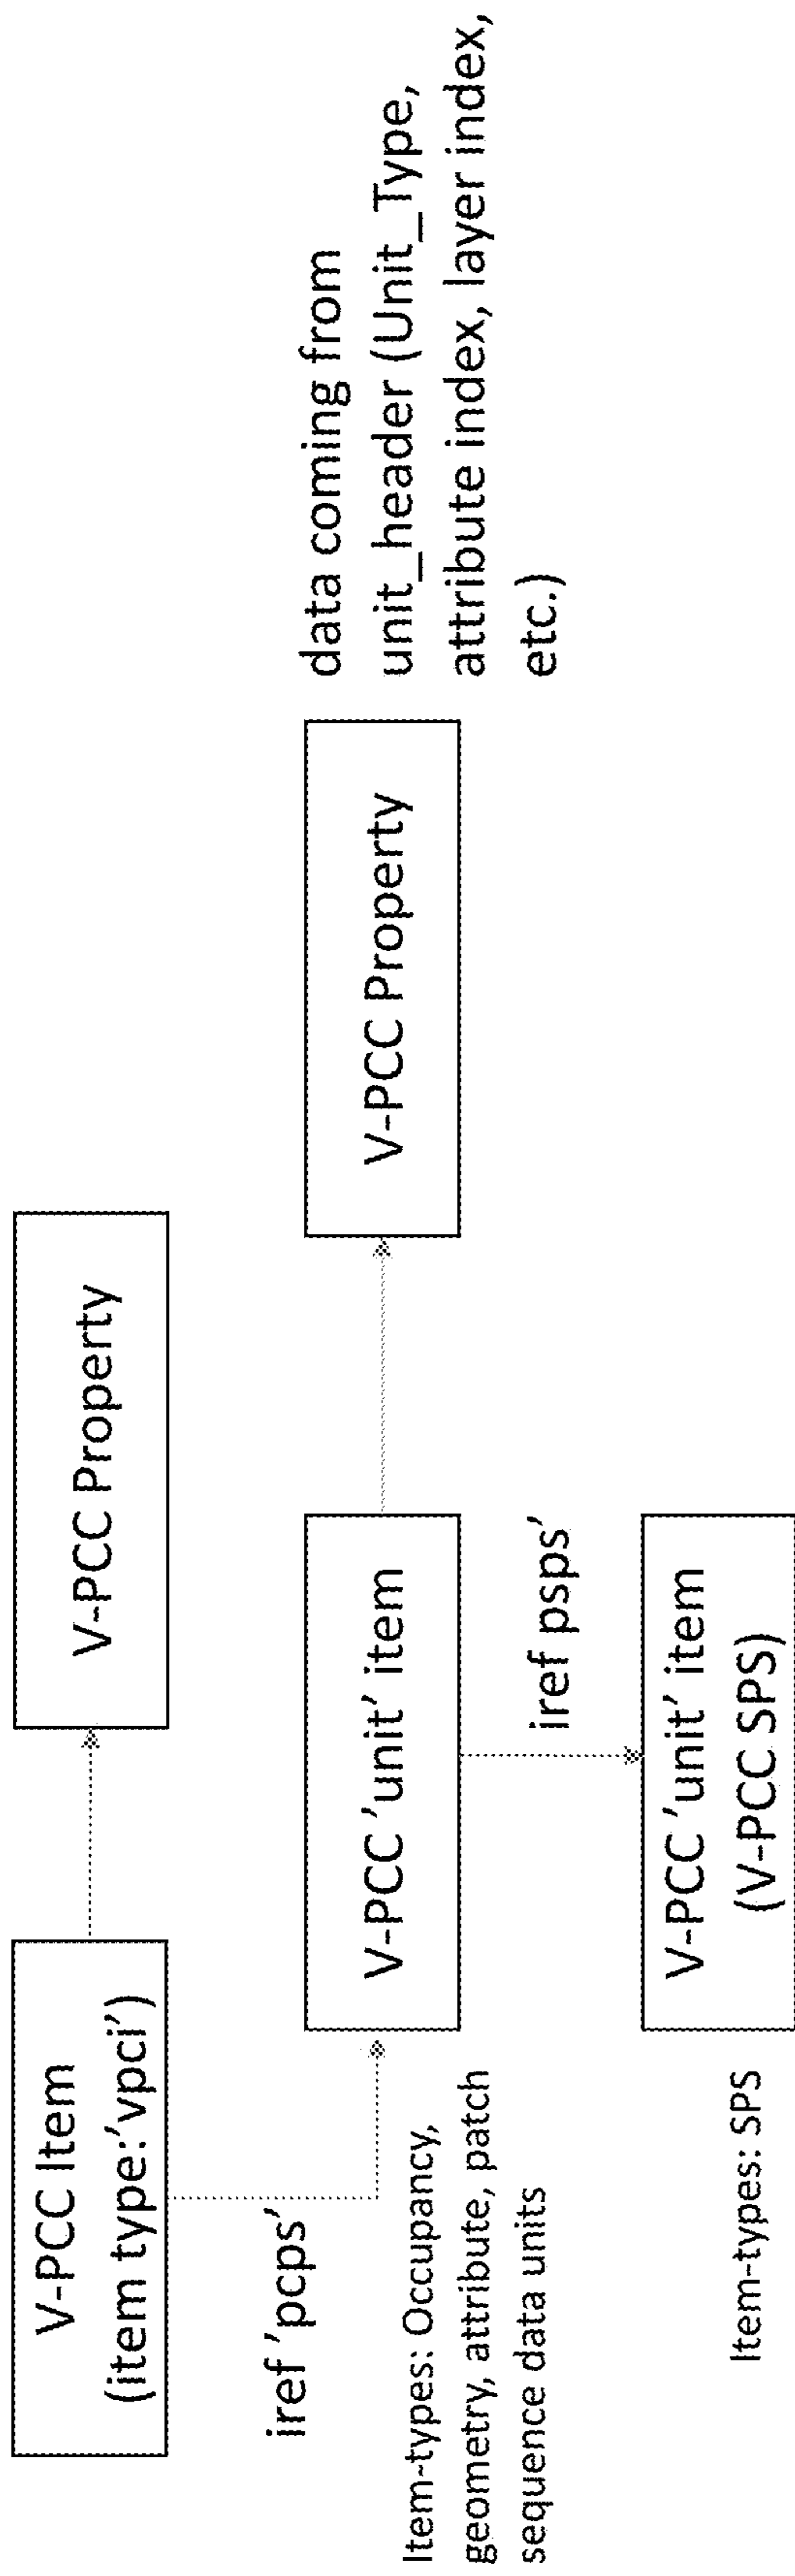 V-PCC Item
(item type:'vpci')
V-PCC Property
iref 'pcps'
Item-types: Occupancy,
geometry, attribute, patch
sequence data units
V-PCC 'unit' item
V-PCC Property
data coming from
unit_header (Unit_Type,
attribute index, layer index,
etc.)
iref psps'
Item-types: SPS
V-PCC 'unit' item
(V-PCC SPS)